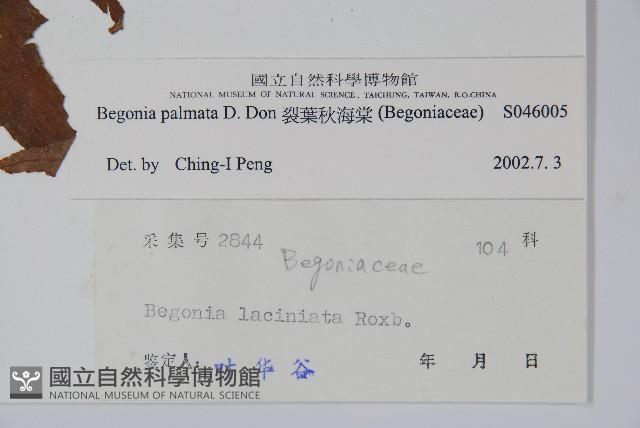 國立自然科學博物館
NATIONAL MUSEUM OF NATURAL SCIENCE, TAICHUNG, TAIWAN, R.O.CHINA
Begonia palmata D. Don 裂葉秋海棠 (Begoniaceae) S046005
Det. by Ching-I Peng 2002.7.3
采集号 2844 104 科
Begoniaceae
Begonia laciniata Roxb。
鉴定人: 叶华谷 年 月 日
國立自然科學博物館
NATIONAL MUSEUM OF NATURAL SCIENCE